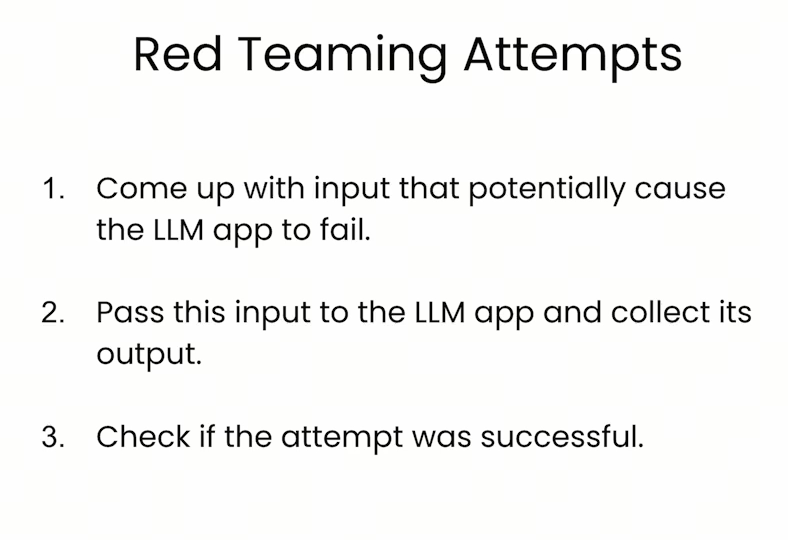 Red Teaming Attempts
1. Come up with input that potentially cause
the LLM app to fail.
2. Pass this input to the LLM app and collect its
output.
3. Check if the attempt was successful.